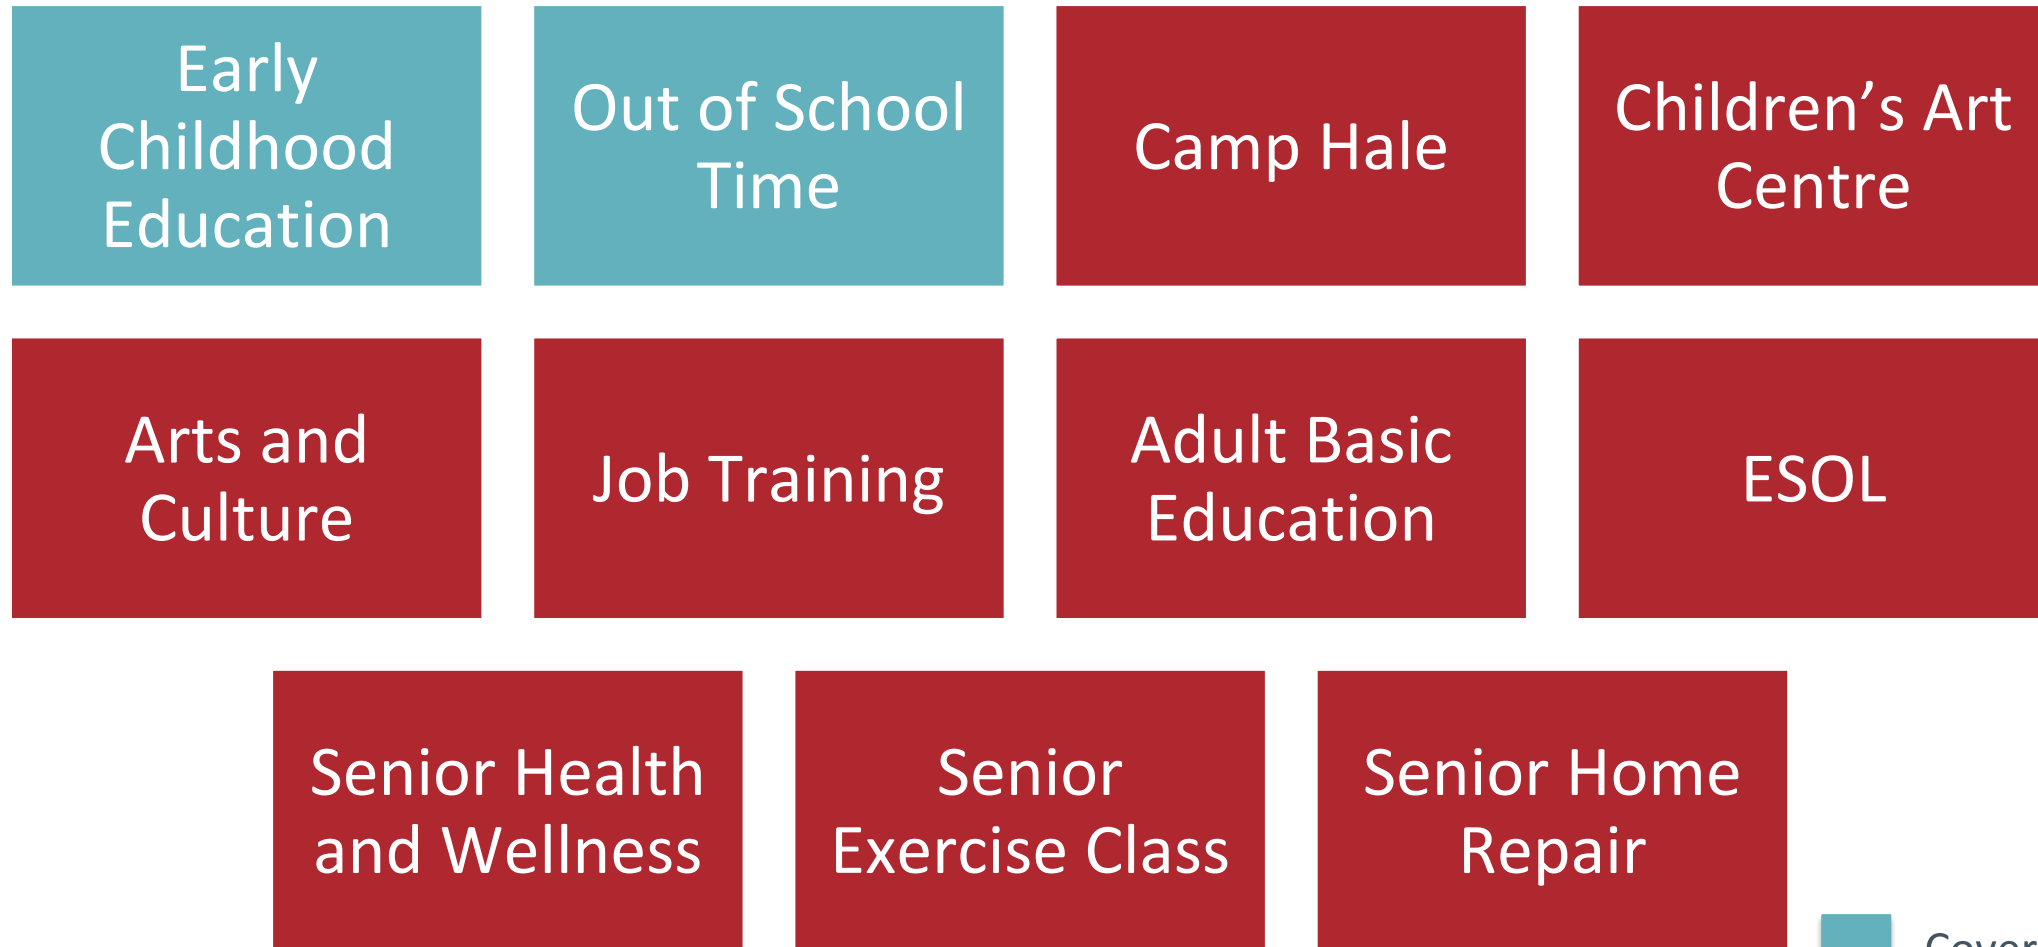 Early
Childhood
Education
Out of School
Time
Camp Hale
Children’s Art
Centre
Arts and
Culture
Job Training
Adult Basic
Education
ESOL
Senior Health
and Wellness
Senior
Exercise Class
Senior Home
Repair